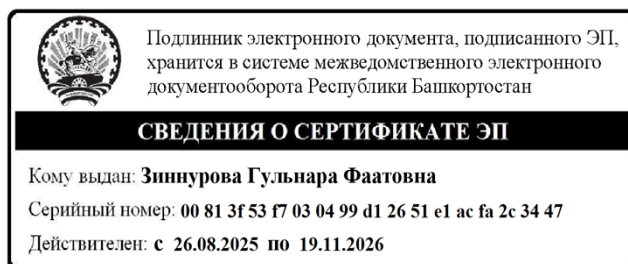 Подлинник электронного документа, подписанного ЭП,
хранится в системе межведомственного электронного
документооборота Республики Башкортостан
СВЕДЕНИЯ О СЕРТИФИКАТЕ ЭП
Кому выдан: Зиннурова Гульнара Фаатовна
Серийный номер: 00 81 3f 53 f7 03 04 99 d1 26 51 e1 ac fa 2c 34 47
Действителен: с 26.08.2025 по 19.11.2026